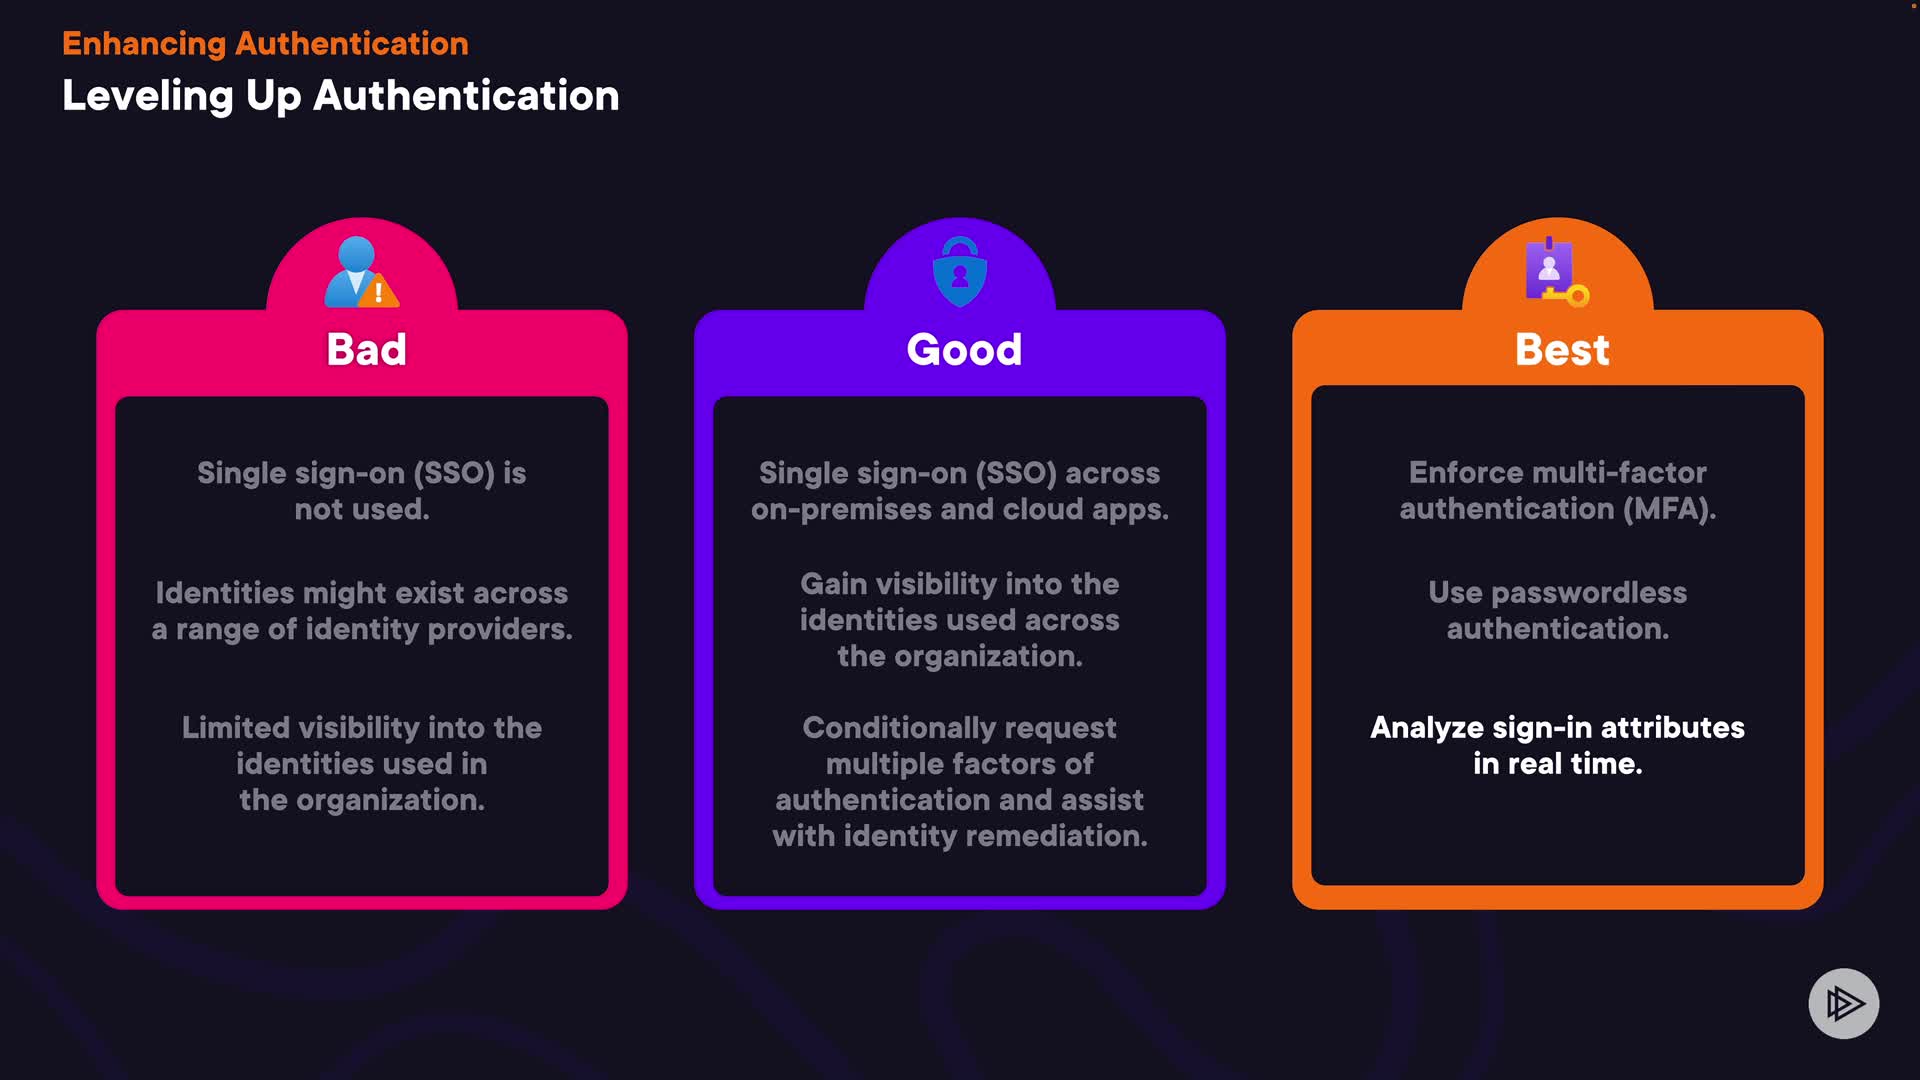 Enhancing Authentication
Leveling Up Authentication
Bad
Single sign-on (SSO) is
not used.
Identities might exist across
a range of identity providers.
Limited visibility into the
identities used in
the organization.
Good
Single sign-on (SSO) across
on-premises and cloud apps.
Gain visibility into the
identities used across
the organization.
Conditionally request
multiple factors of
authentication and assist
with identity remediation.
Best
Enforce multi-factor
authentication (MFA).
Use passwordless
authentication.
Analyze sign-in attributes
in real time.